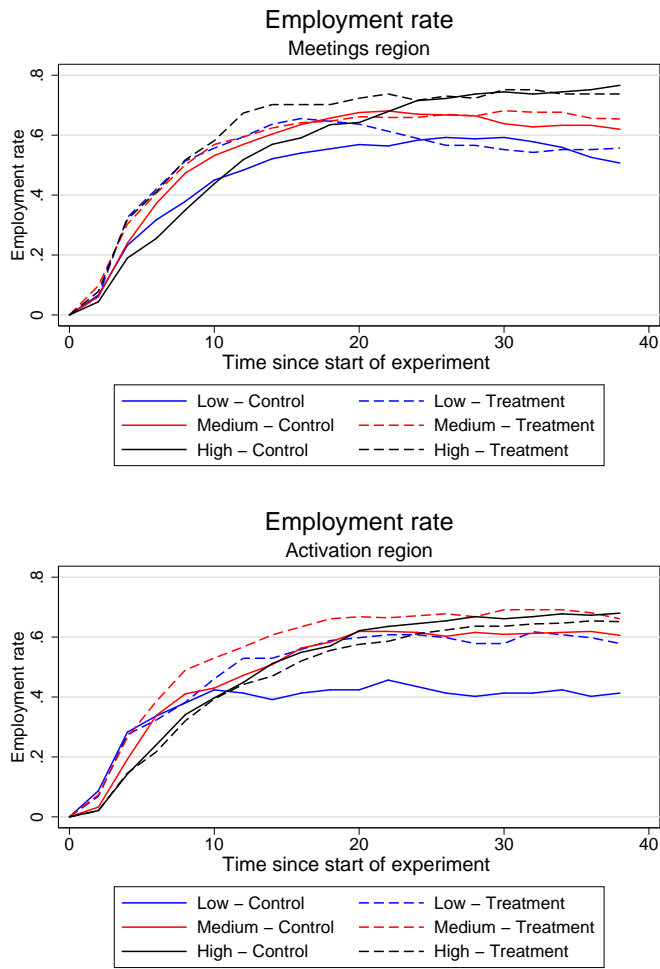 Employment rate
Meetings region
Employment rate
.8
.6
.4
.2
0
0 10 20 30 40
Time since start of experiment
Low – Control Low – Treatment
Medium – Control Medium – Treatment
High – Control High – Treatment
Employment rate
Activation region
Employment rate
.8
.6
.4
.2
0
0 10 20 30 40
Time since start of experiment
Low – Control Low – Treatment
Medium – Control Medium – Treatment
High – Control High – Treatment